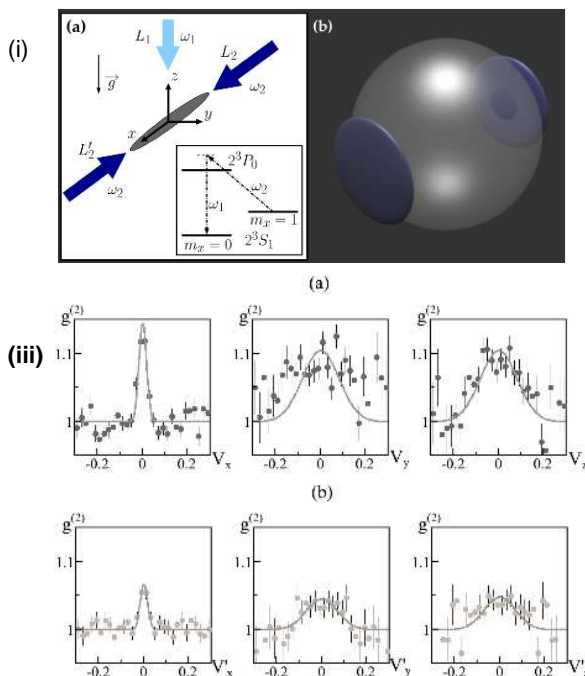 (i)
(a)
L₁
ω₁
L₂
ω₂
g
z
y
x
L′₂
ω₂
2³P₀
ω₂
ω₁
mₓ = 1
mₓ = 0
2³S₁
(b)
(a)
(iii)
g⁽²⁾
1.1
1
-0.2 0 0.2
Vₓ
g⁽²⁾
1.1
1
-0.2 0 0.2
V_y
g⁽²⁾
1.1
1
-0.2 0 0.2
(b)
g⁽²⁾
1.1
1
-0.2 0 0.2
V′ₓ
g⁽²⁾
1.1
1
-0.2 0 0.2
V′_y
g⁽²⁾
1.1
1
-0.2 0 0.2